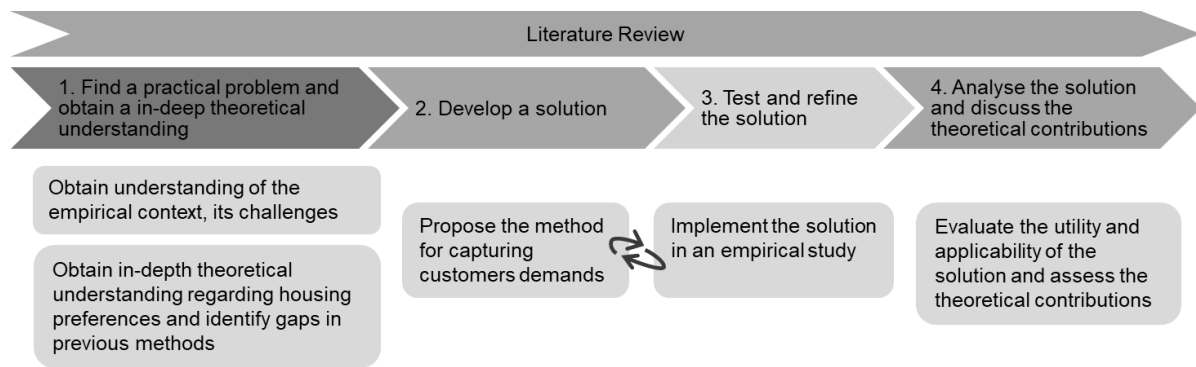 Literature Review
1. Find a practical problem and
obtain a in-deep theoretical
understanding
2. Develop a solution
3. Test and refine
the solution
4. Analyse the solution
and discuss the
theoretical contributions
Obtain understanding of the
empirical context, its challenges
Obtain in-depth theoretical
understanding regarding housing
preferences and identify gaps in
previous methods
Propose the method
for capturing
customers demands
Implement the solution
in an empirical study
Evaluate the utility and
applicability of the
solution and assess the
theoretical contributions